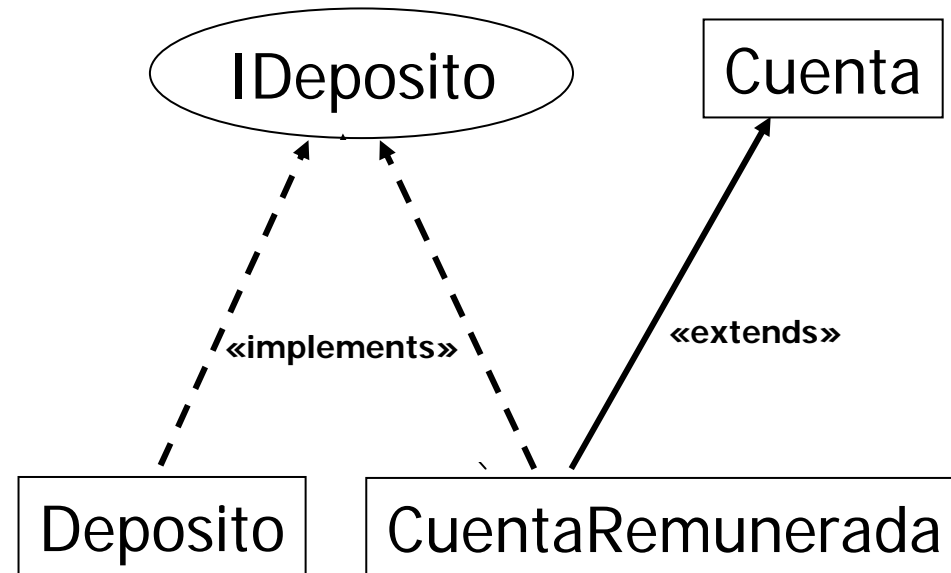 IDeposito
Cuenta
«implements»
«extends»
Deposito
CuentaRemunerada